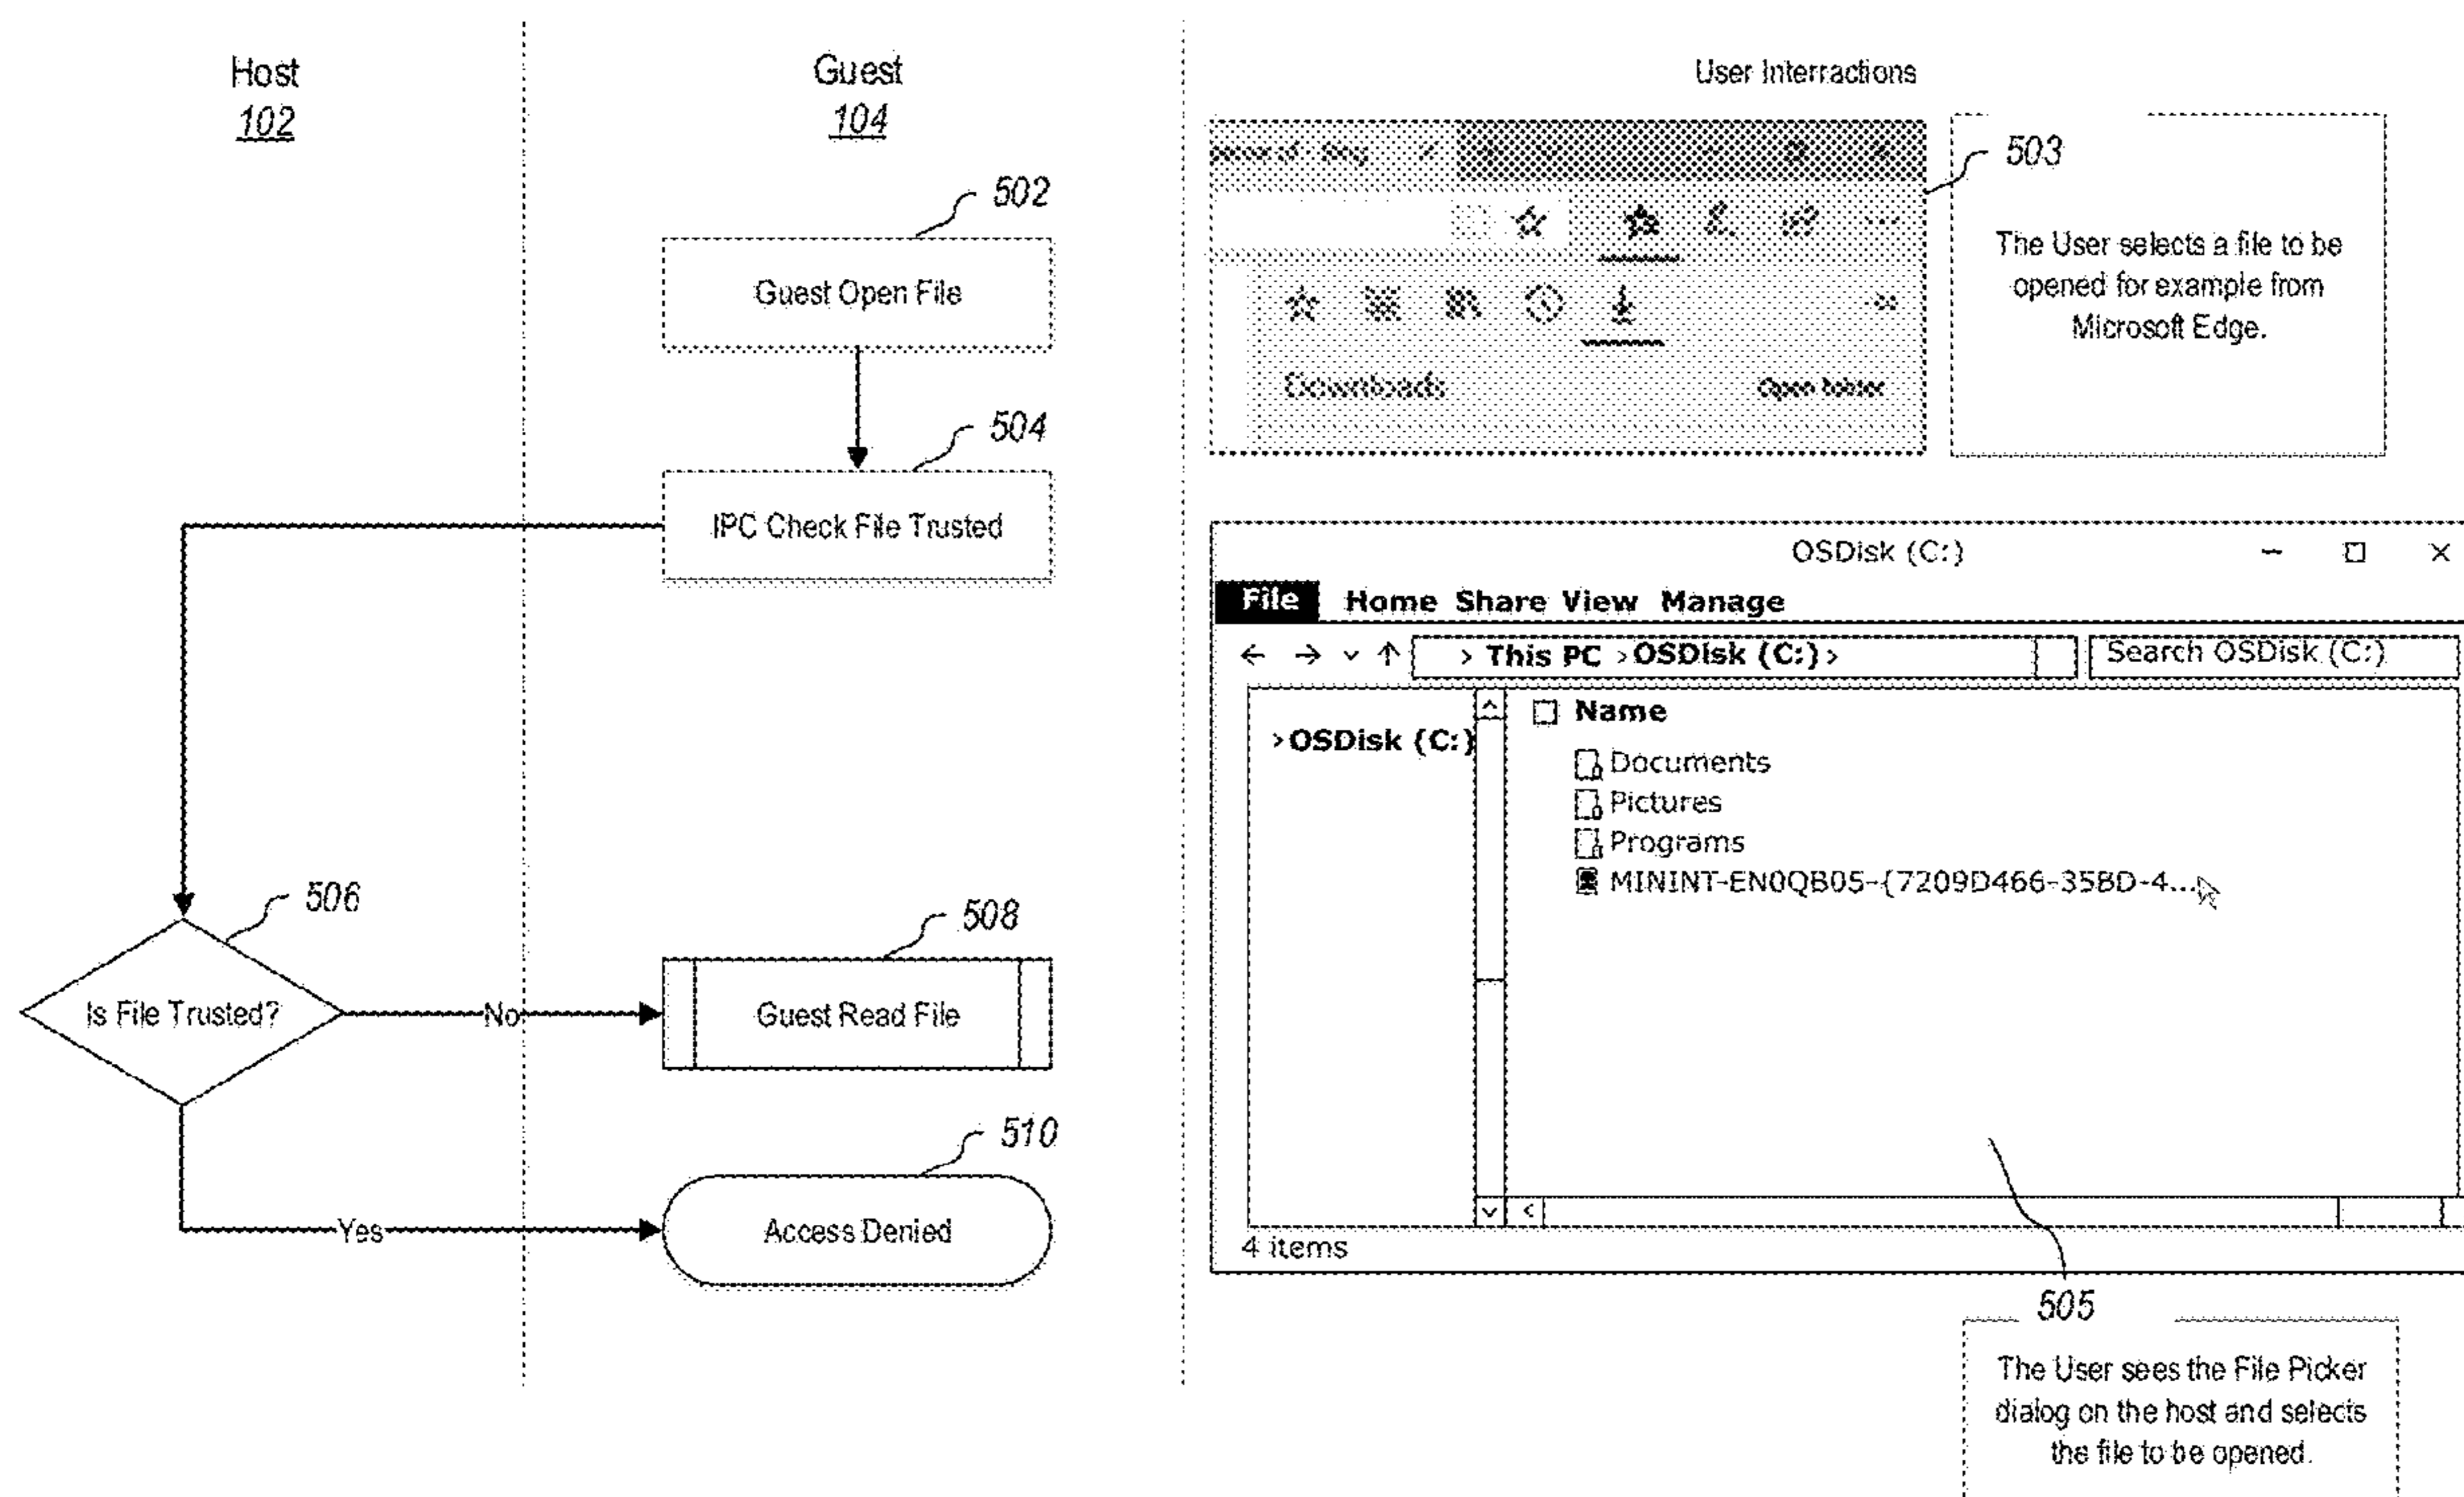 Host
102
Guest
104
502
Guest Open File
504
IPC Check File Trusted
506
Is File Trusted?
No
508
Guest Read File
510
Yes
Access Denied
User Interractions
503
Downloads
Open folder
The User selects a file to be
opened for example from
Microsoft Edge.
OSDisk (C:)
File Home Share View Manage
> This PC >OSDisk (C:)>
Search OSDisk (C:)
>OSDisk (C:)
Name
Documents
Pictures
Programs
MININT-EN0QB05-{7209D466-35BD-4...
4 items
505
The User sees the File Picker
dialog on the host and selects
the file to be opened.